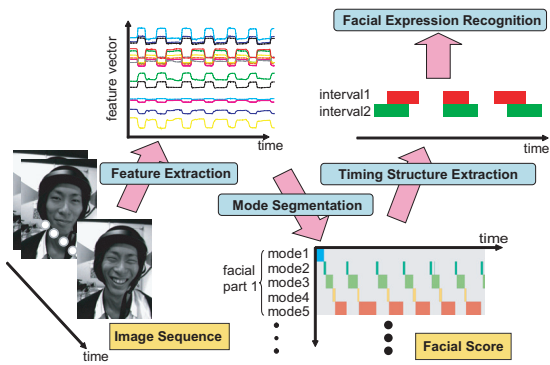 Facial Expression Recognition
feature vector
time
interval1
interval2
time
Feature Extraction
Timing Structure Extraction
Mode Segmentation
time
facial
part 1
mode1
mode2
mode3
mode4
mode5
time
Image Sequence
Facial Score